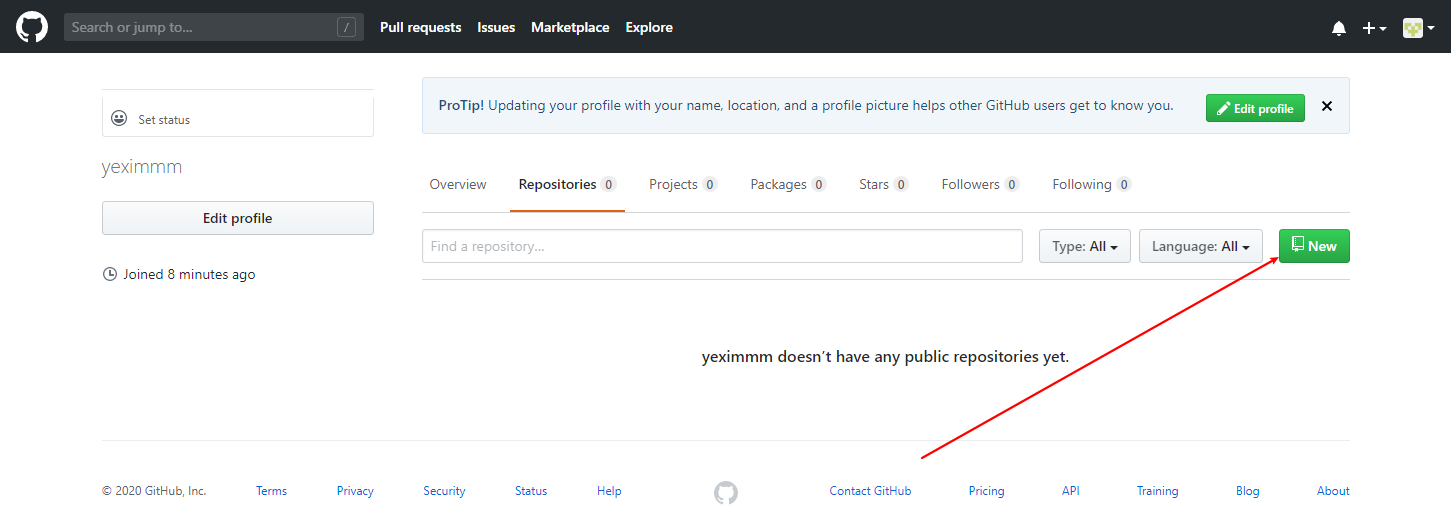 Search or jump to... /
Pull requests Issues Marketplace Explore
ProTip! Updating your profile with your name, location, and a profile picture helps other GitHub users get to know you.
Edit profile
Set status
yeximmm
Edit profile
Joined 8 minutes ago
Overview Repositories 0 Projects 0 Packages 0 Stars 0 Followers 0 Following 0
Find a repository... Type: All Language: All New
yeximmm doesn’t have any public repositories yet.
© 2020 GitHub, Inc. Terms Privacy Security Status Help Contact GitHub Pricing API Training Blog About